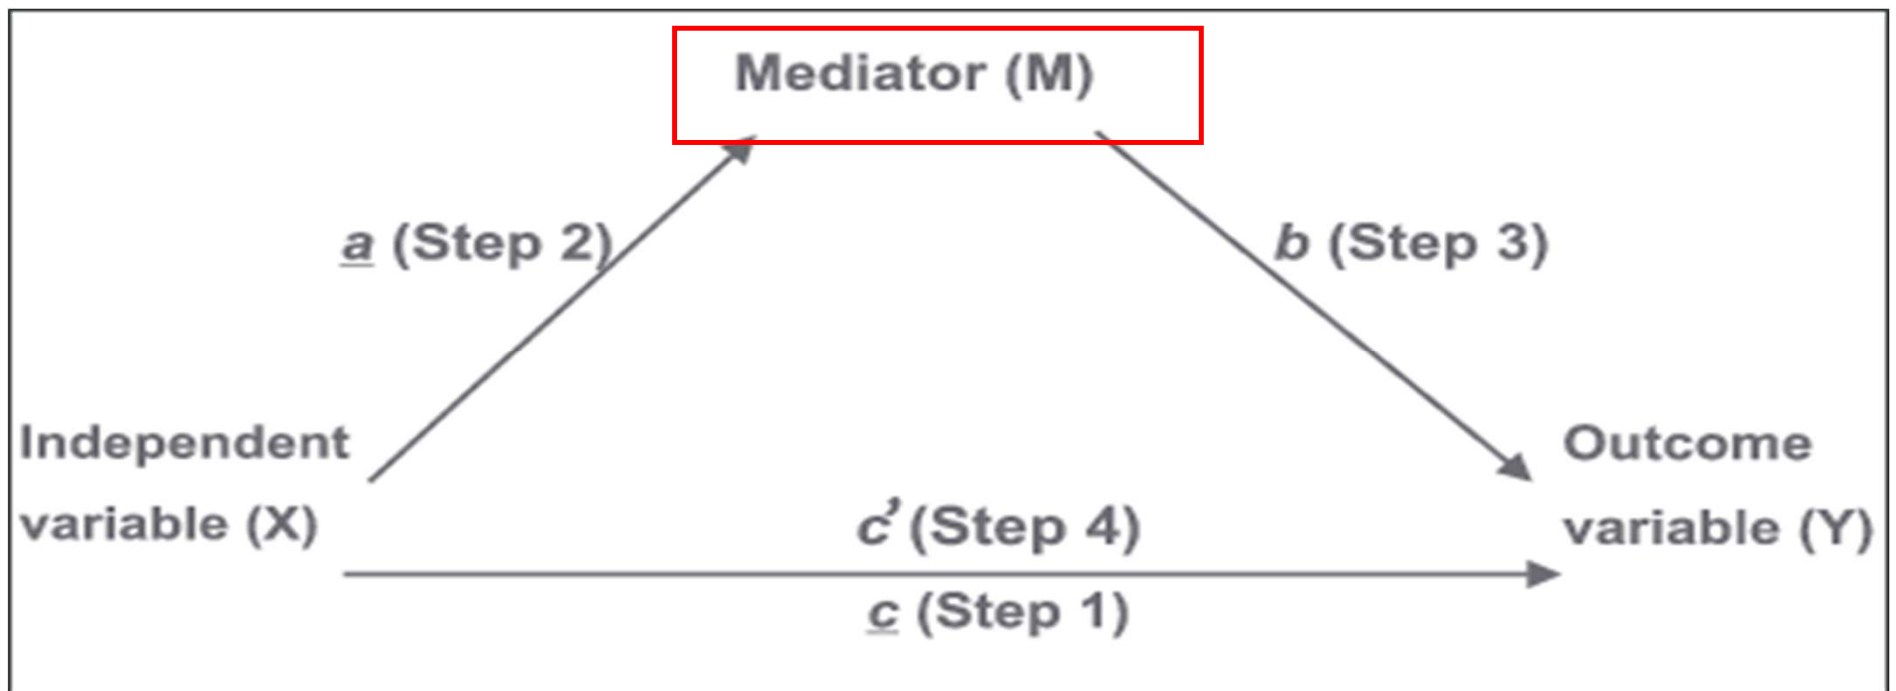 Mediator (M)
a (Step 2)
b (Step 3)
Independent
variable (X)
Outcome
variable (Y)
c’ (Step 4)
c (Step 1)